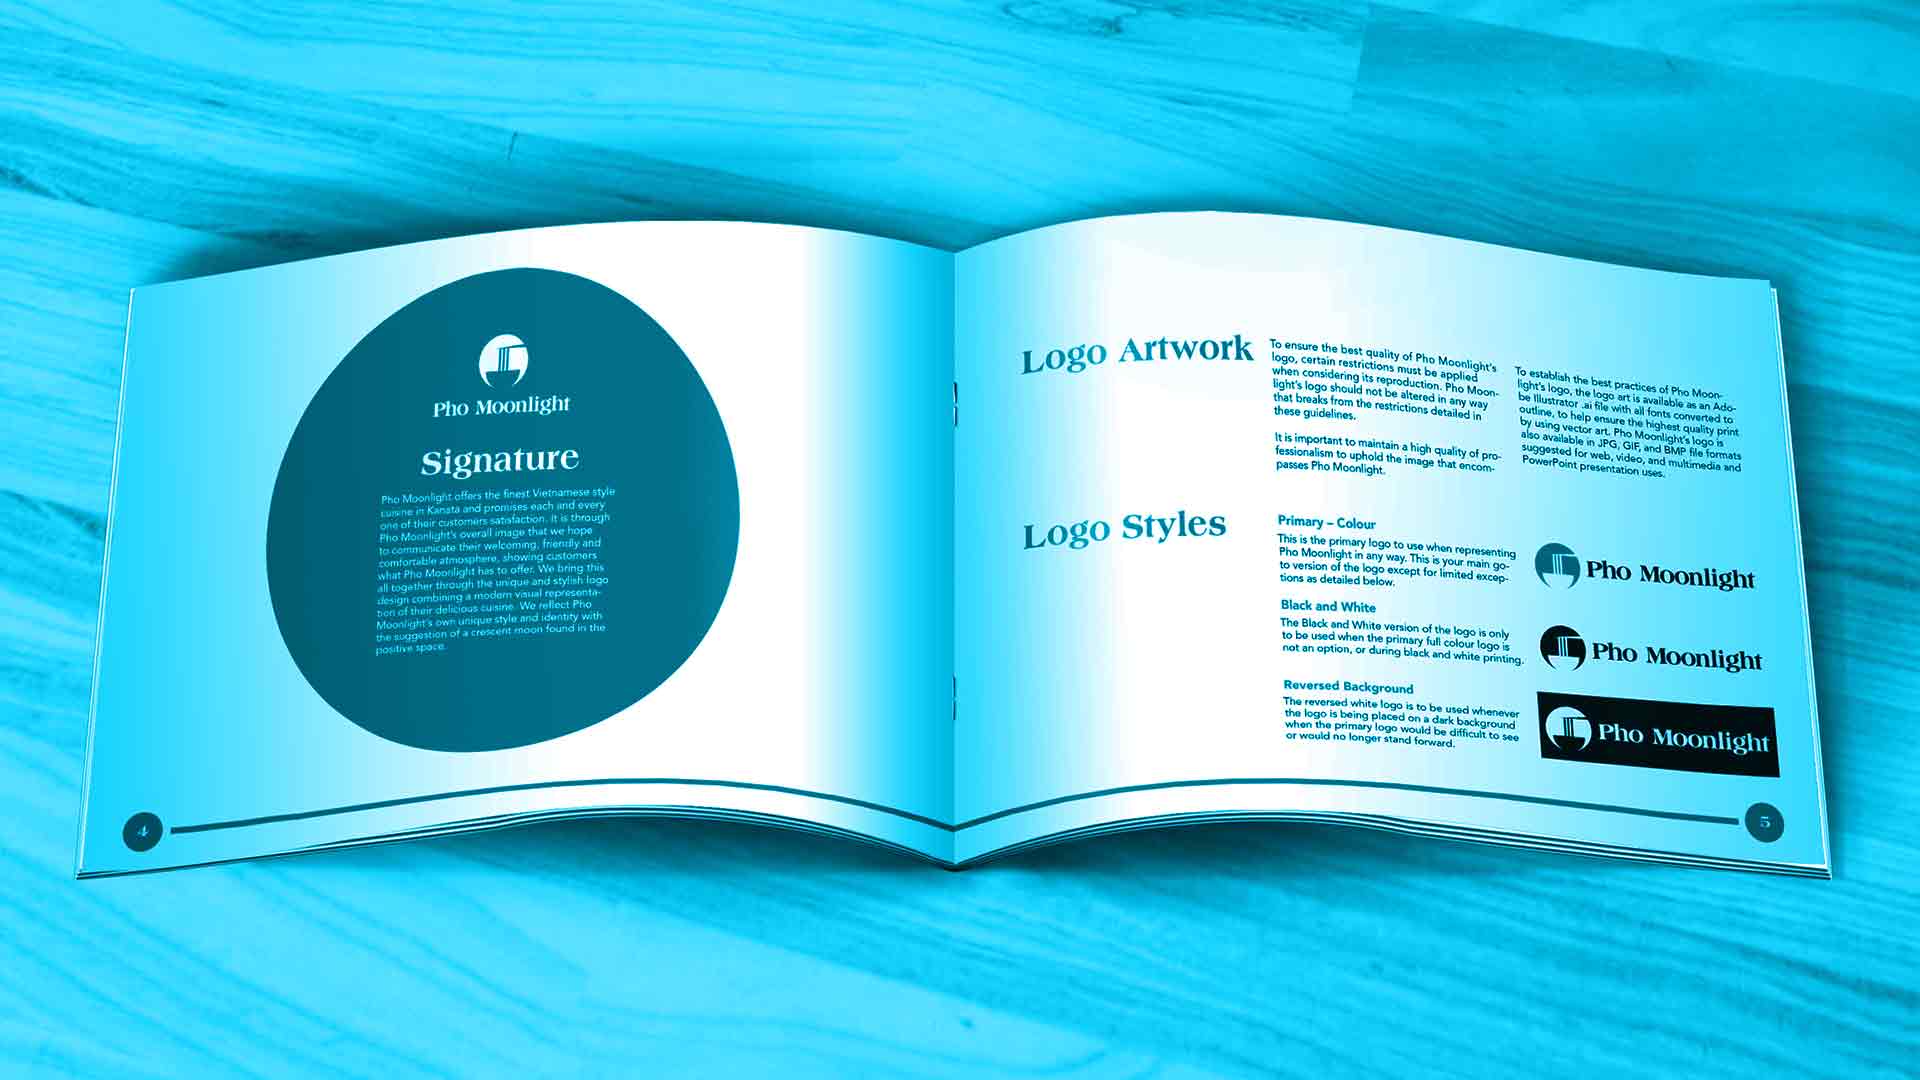 Pho Moonlight
Signature
Pho Moonlight offers the finest Vietnamese style
cuisine in Kanata and promises each and every
one of their customers satisfaction. It is through
Pho Moonlight's overall image that we hope
to communicate their welcoming, friendly and
comfortable atmosphere, showing customers
what Pho Moonlight has to offer. We bring this
all together through the unique and stylish logo
design combining a modern visual representa-
tion of their delicious cuisine. We reflect Pho
Moonlight's own unique style and identity with
the suggestion of a crescent moon found in the
positive space.
4
Logo Artwork
To ensure the best quality of Pho Moonlight's
logo, certain restrictions must be applied
when considering its reproduction. Pho Moon-
light's logo should not be altered in any way
that breaks from the restrictions detailed in
these guidelines.
It is important to maintain a high quality of pro-
fessionalism to uphold the image that encom-
passes Pho Moonlight.
To establish the best practices of Pho Moon-
light's logo, the logo art is available as an Ado-
be Illustrator .ai file with all fonts converted to
outline, to help ensure the highest quality print
by using vector art. Pho Moonlight's logo is
also available in JPG, GIF, and BMP file formats
suggested for web, video, and multimedia and
PowerPoint presentation uses.
Logo Styles
Primary – Colour
This is the primary logo to use when representing
Pho Moonlight in any way. This is your main go-
to version of the logo except for limited excep-
tions as detailed below.
Pho Moonlight
Black and White
The Black and White version of the logo is only
to be used when the primary full colour logo is
not an option, or during black and white printing.
Pho Moonlight
Reversed Background
The reversed white logo is to be used whenever
the logo is being placed on a dark background
when the primary logo would be difficult to see
or would no longer stand forward.
Pho Moonlight
5